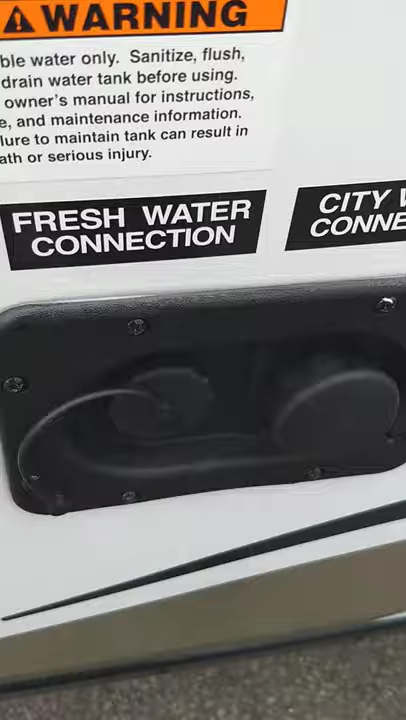 WARNING
ble water only. Sanitize, flush,
drain water tank before using.
owner's manual for instructions,
e, and maintenance information.
lure to maintain tank can result in
ath or serious injury.
FRESH WATER
CONNECTION
CITY W
CONNE